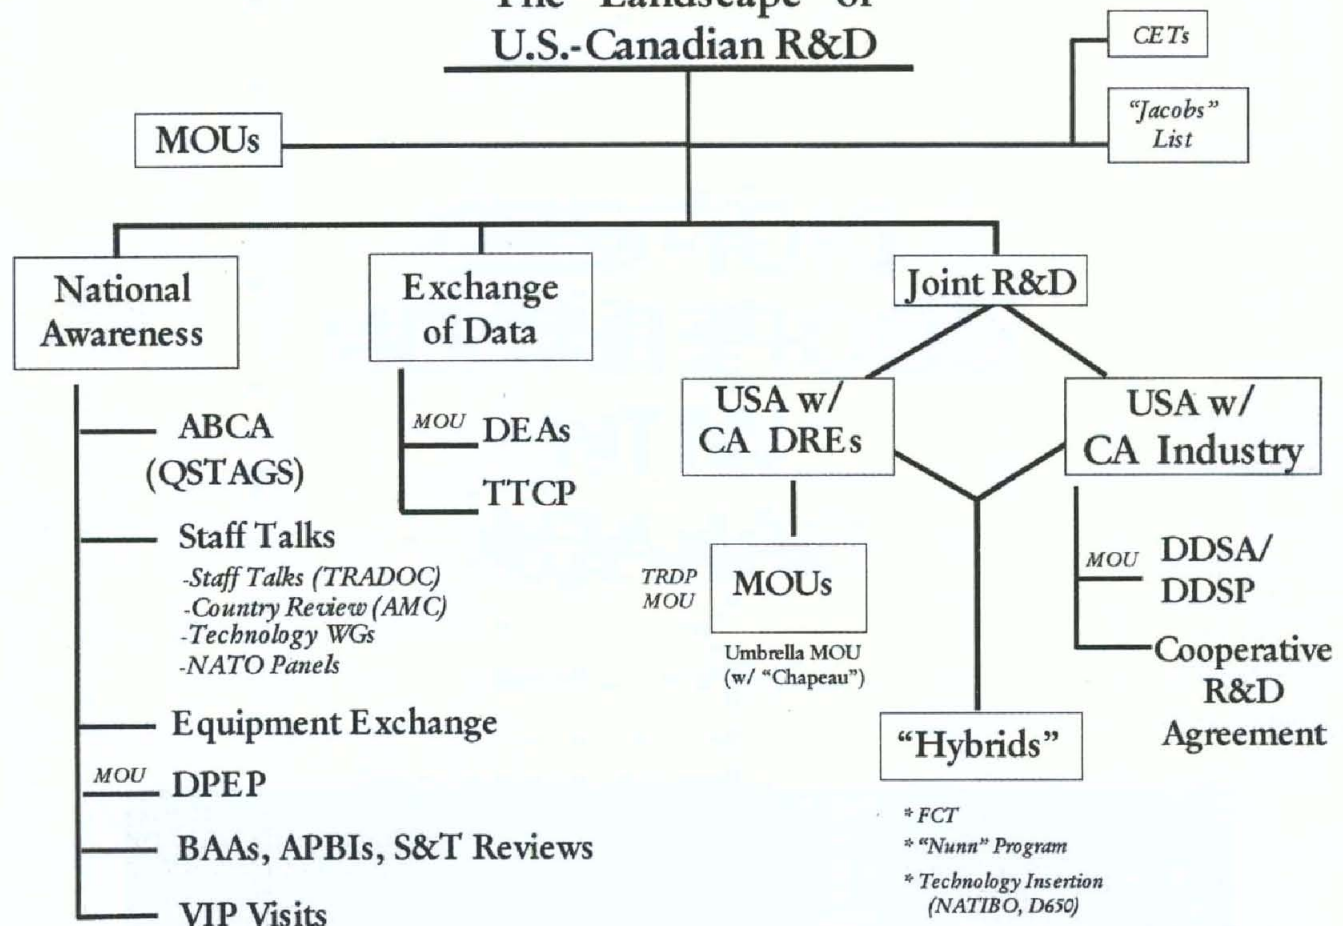 The "Landscape" of
U.S.-Canadian R&D
CETs
"Jacobs"
List
MOUs
National
Awareness
Exchange
of Data
Joint R&D
ABCA
(QSTAGS)
Staff Talks
-Staff Talks (TRADOC)
-Country Review (AMC)
-Technology WGs
-NATO Panels
Equipment Exchange
MOU DPEP
BAAs, APBIs, S&T Reviews
VIP Visits
MOU DEAs
TTCP
USA w/
CA DREs
USA w/
CA Industry
TRDP
MOU
MOUs
Umbrella MOU
(w/ "Chapeau")
MOU DDSA/
DDSP
Cooperative
R&D
Agreement
"Hybrids"
* FCT
* "Nunn" Program
* Technology Insertion
(NATIBO, D650)